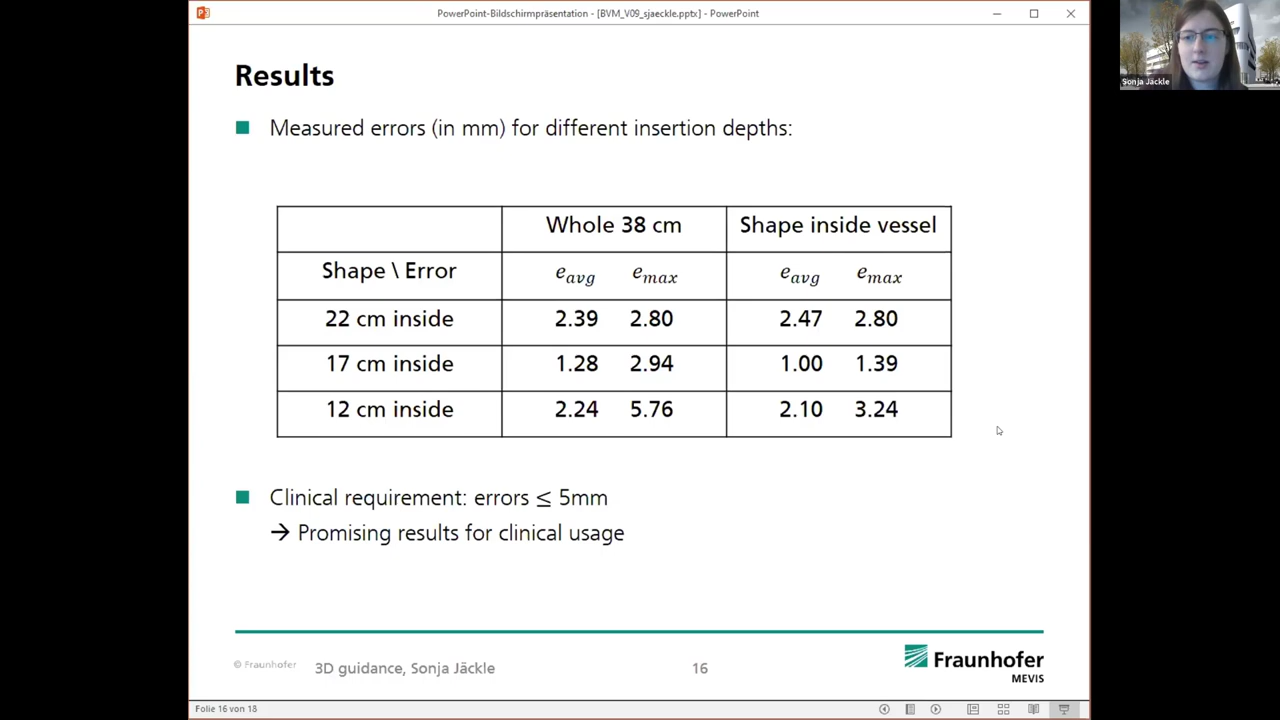 PowerPoint-Bildschirmpräsentation - [BVM_V09_sjaeckle.pptx] - PowerPoint
Sonja Jäckle
Results
Measured errors (in mm) for different insertion depths:
Whole 38 cm Shape inside vessel
Shape \ Error e_avg e_max e_avg e_max
22 cm inside 2.39 2.80 2.47 2.80
17 cm inside 1.28 2.94 1.00 1.39
12 cm inside 2.24 5.76 2.10 3.24
Clinical requirement: errors ≤ 5mm
→ Promising results for clinical usage
© Fraunhofer 3D guidance, Sonja Jäckle 16 Fraunhofer
MEVIS
Folie 16 von 18